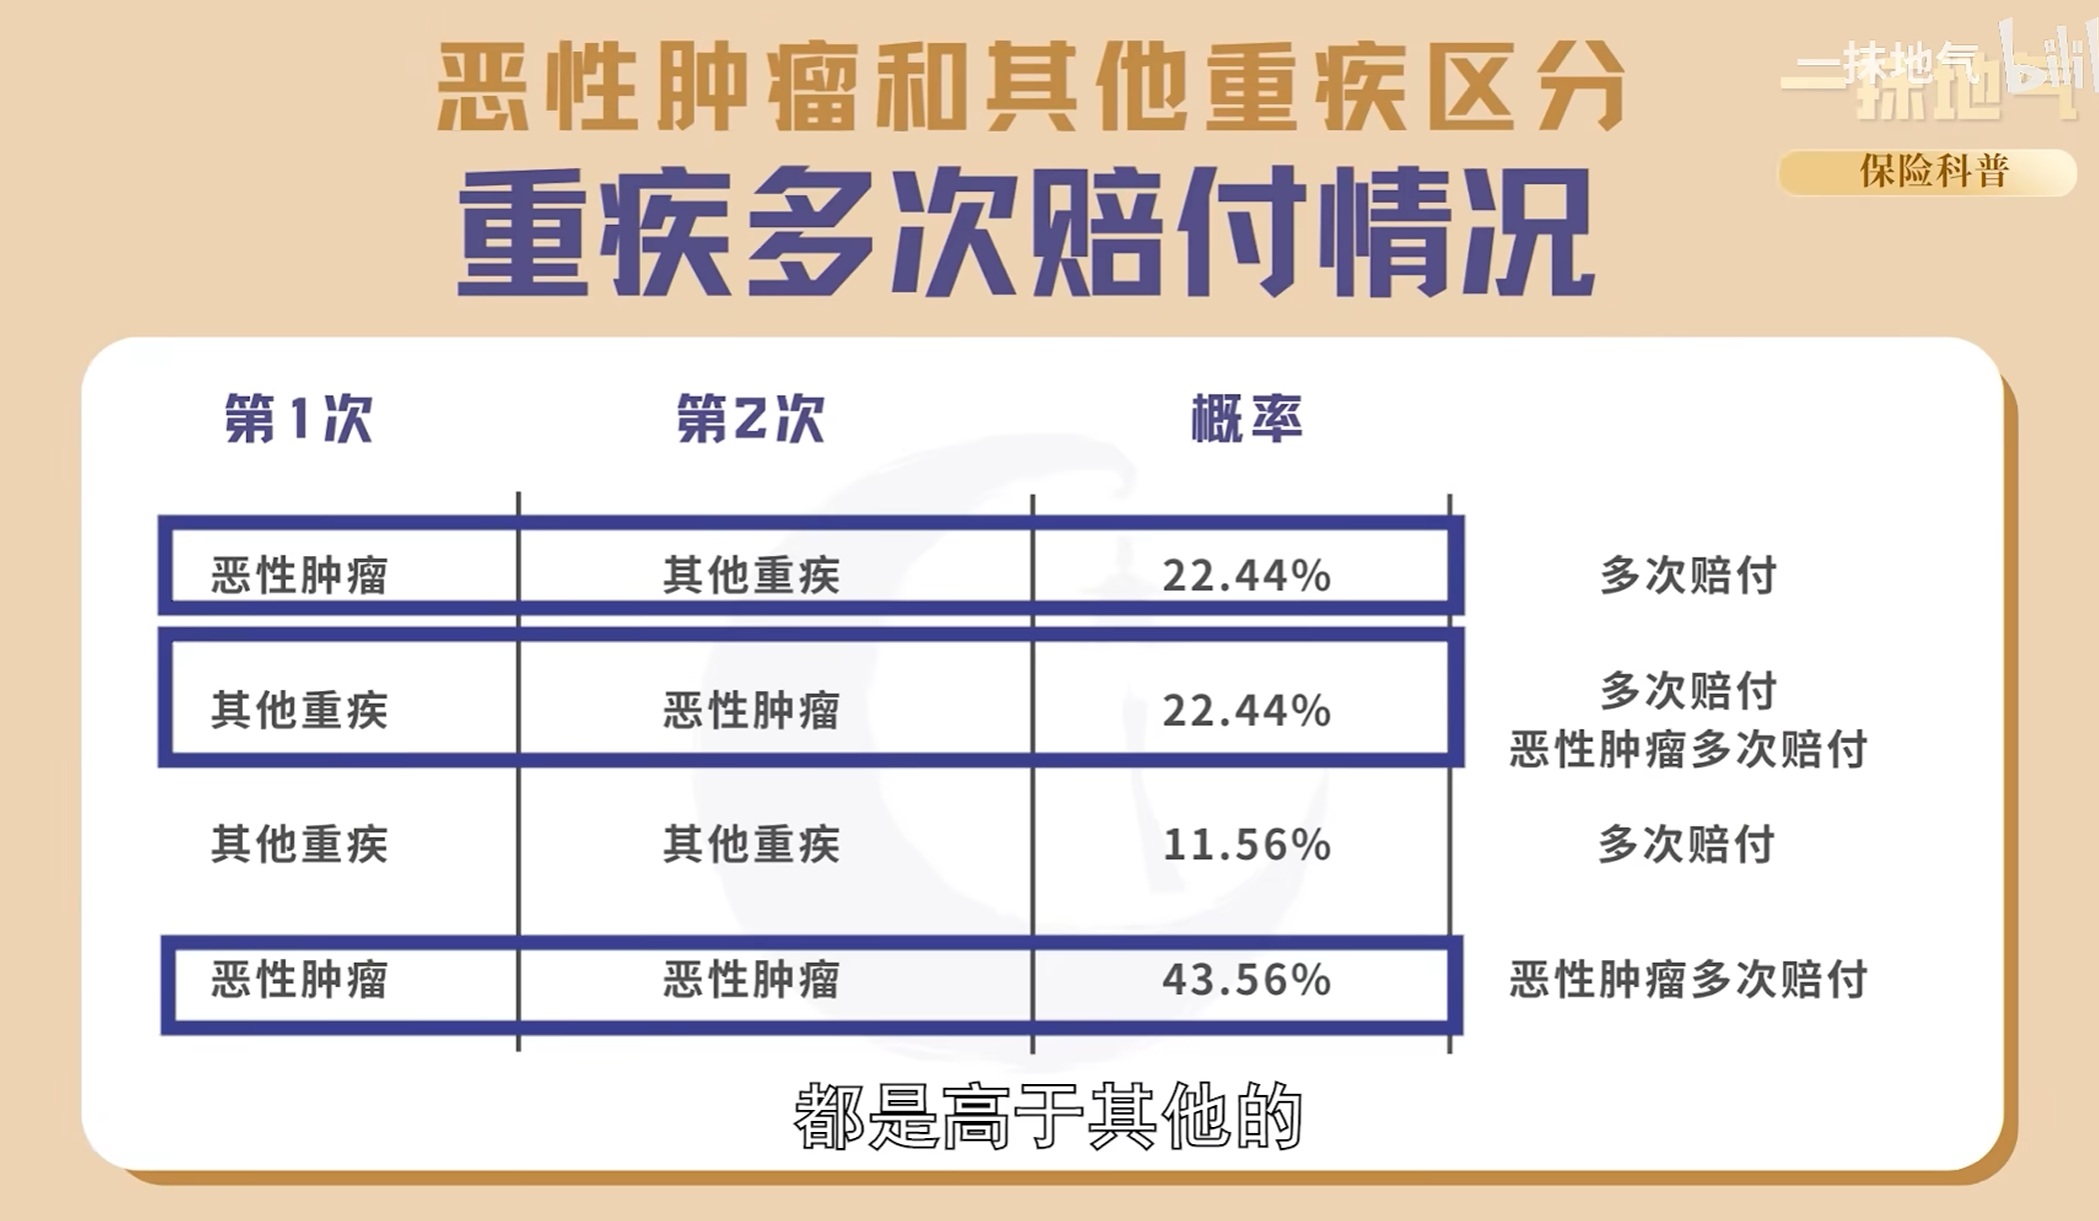 恶性肿瘤和其他重疾区分
一抹地气
一抹地气
保险科普
重疾多次赔付情况
第1次 第2次 概率
恶性肿瘤 其他重疾 22.44% 多次赔付
其他重疾 恶性肿瘤 22.44% 多次赔付
恶性肿瘤多次赔付
其他重疾 其他重疾 11.56% 多次赔付
恶性肿瘤 恶性肿瘤 43.56% 恶性肿瘤多次赔付
都是高于其他的